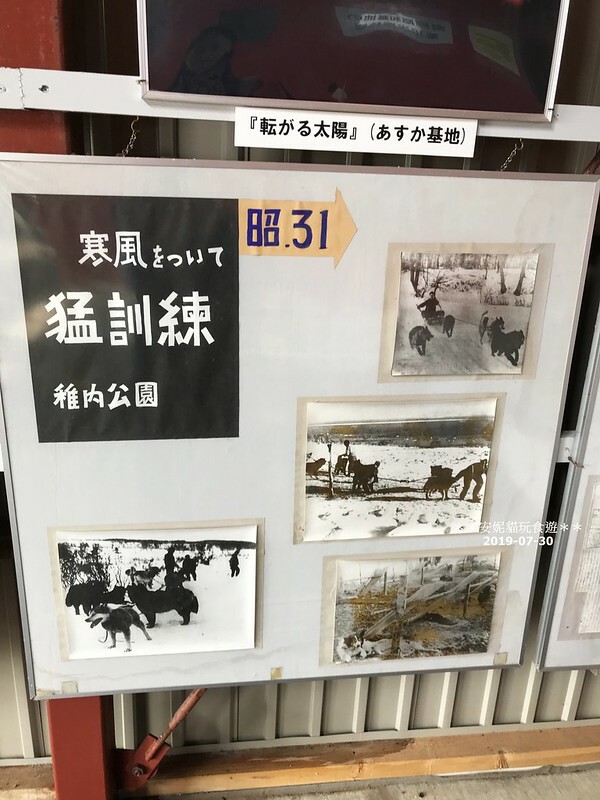 『転がる太陽』(あすか基地)
昭.31
寒風をついて
猛訓練
稚内公園
安妮貓玩食遊＊＊
2019-07-30